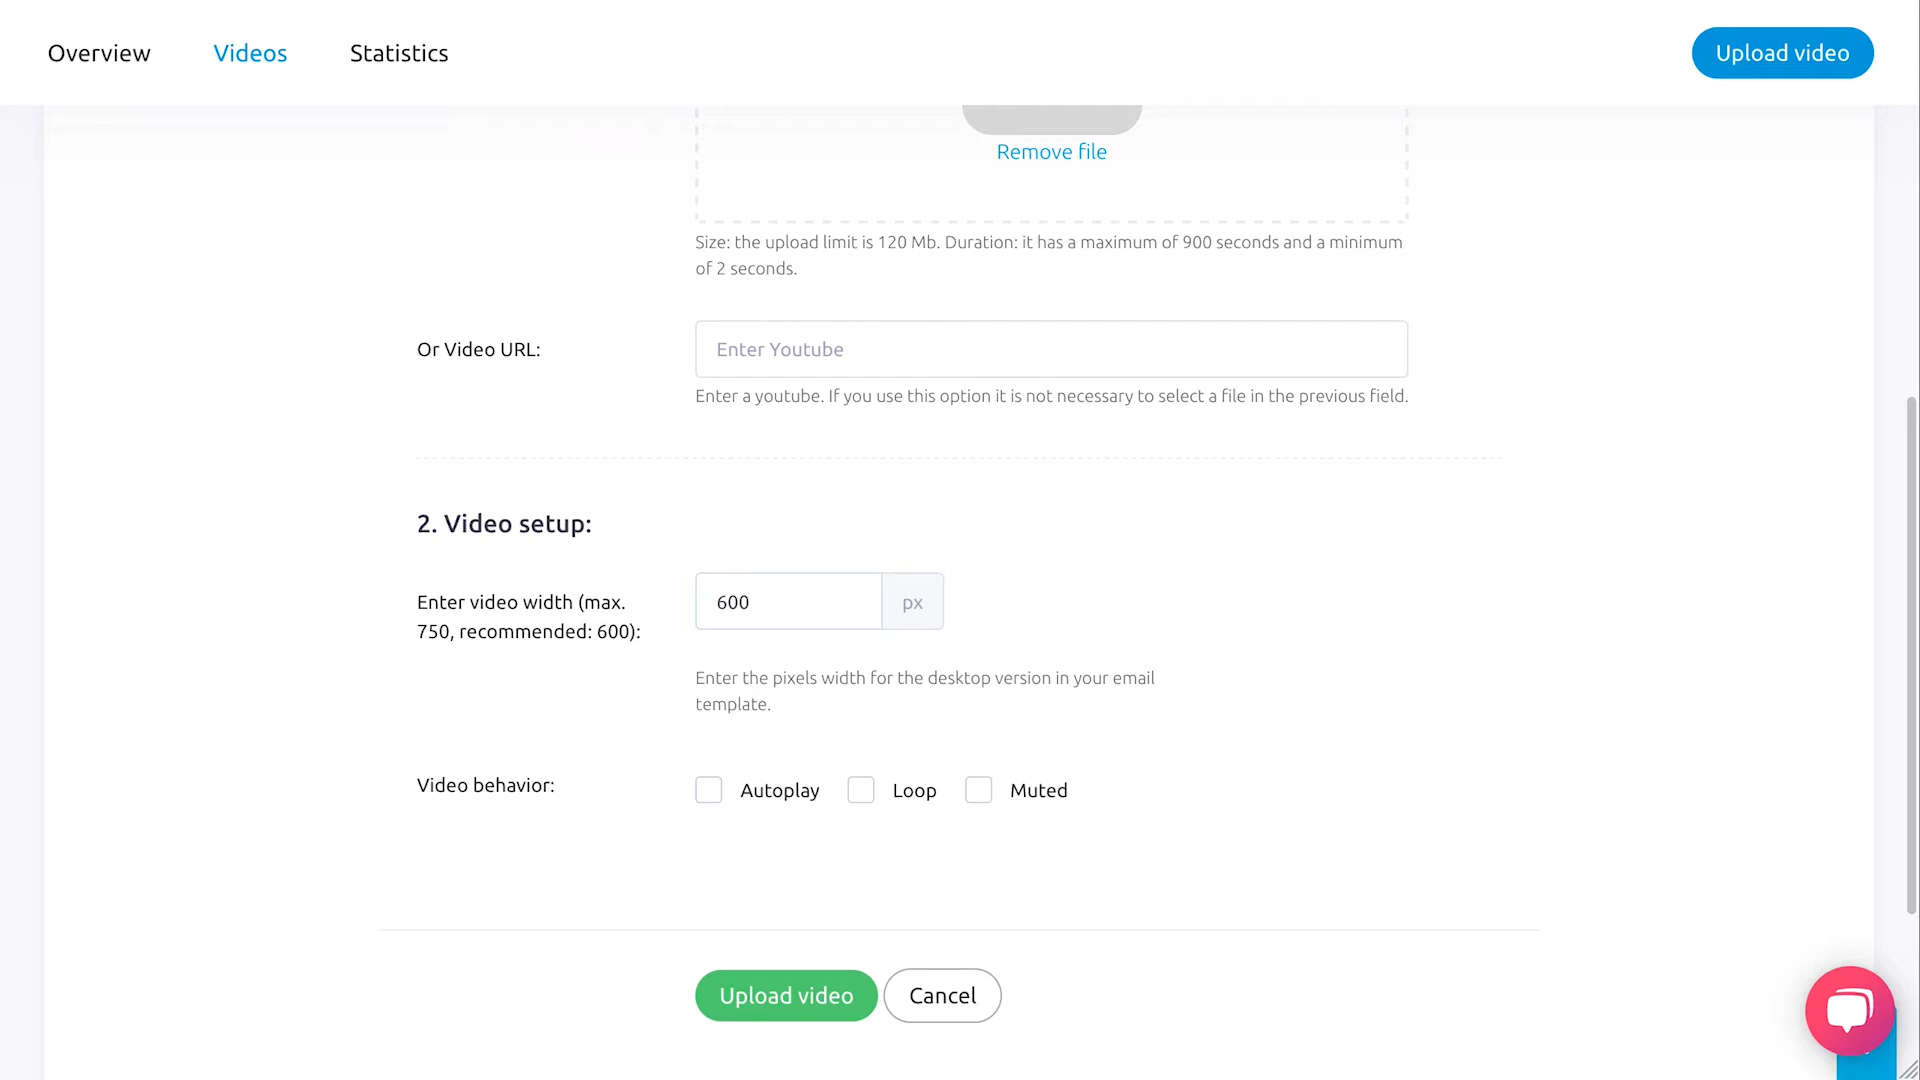 Overview
Videos
Statistics
Upload video
Remove file
Size: the upload limit is 120 Mb. Duration: it has a maximum of 900 seconds and a minimum
of 2 seconds.
Or Video URL:
Enter Youtube
Enter a youtube. If you use this option it is not necessary to select a file in the previous field.
2. Video setup:
Enter video width (max.
750, recommended: 600):
600
px
Enter the pixels width for the desktop version in your email
template.
Video behavior:
Autoplay
Loop
Muted
Upload video
Cancel